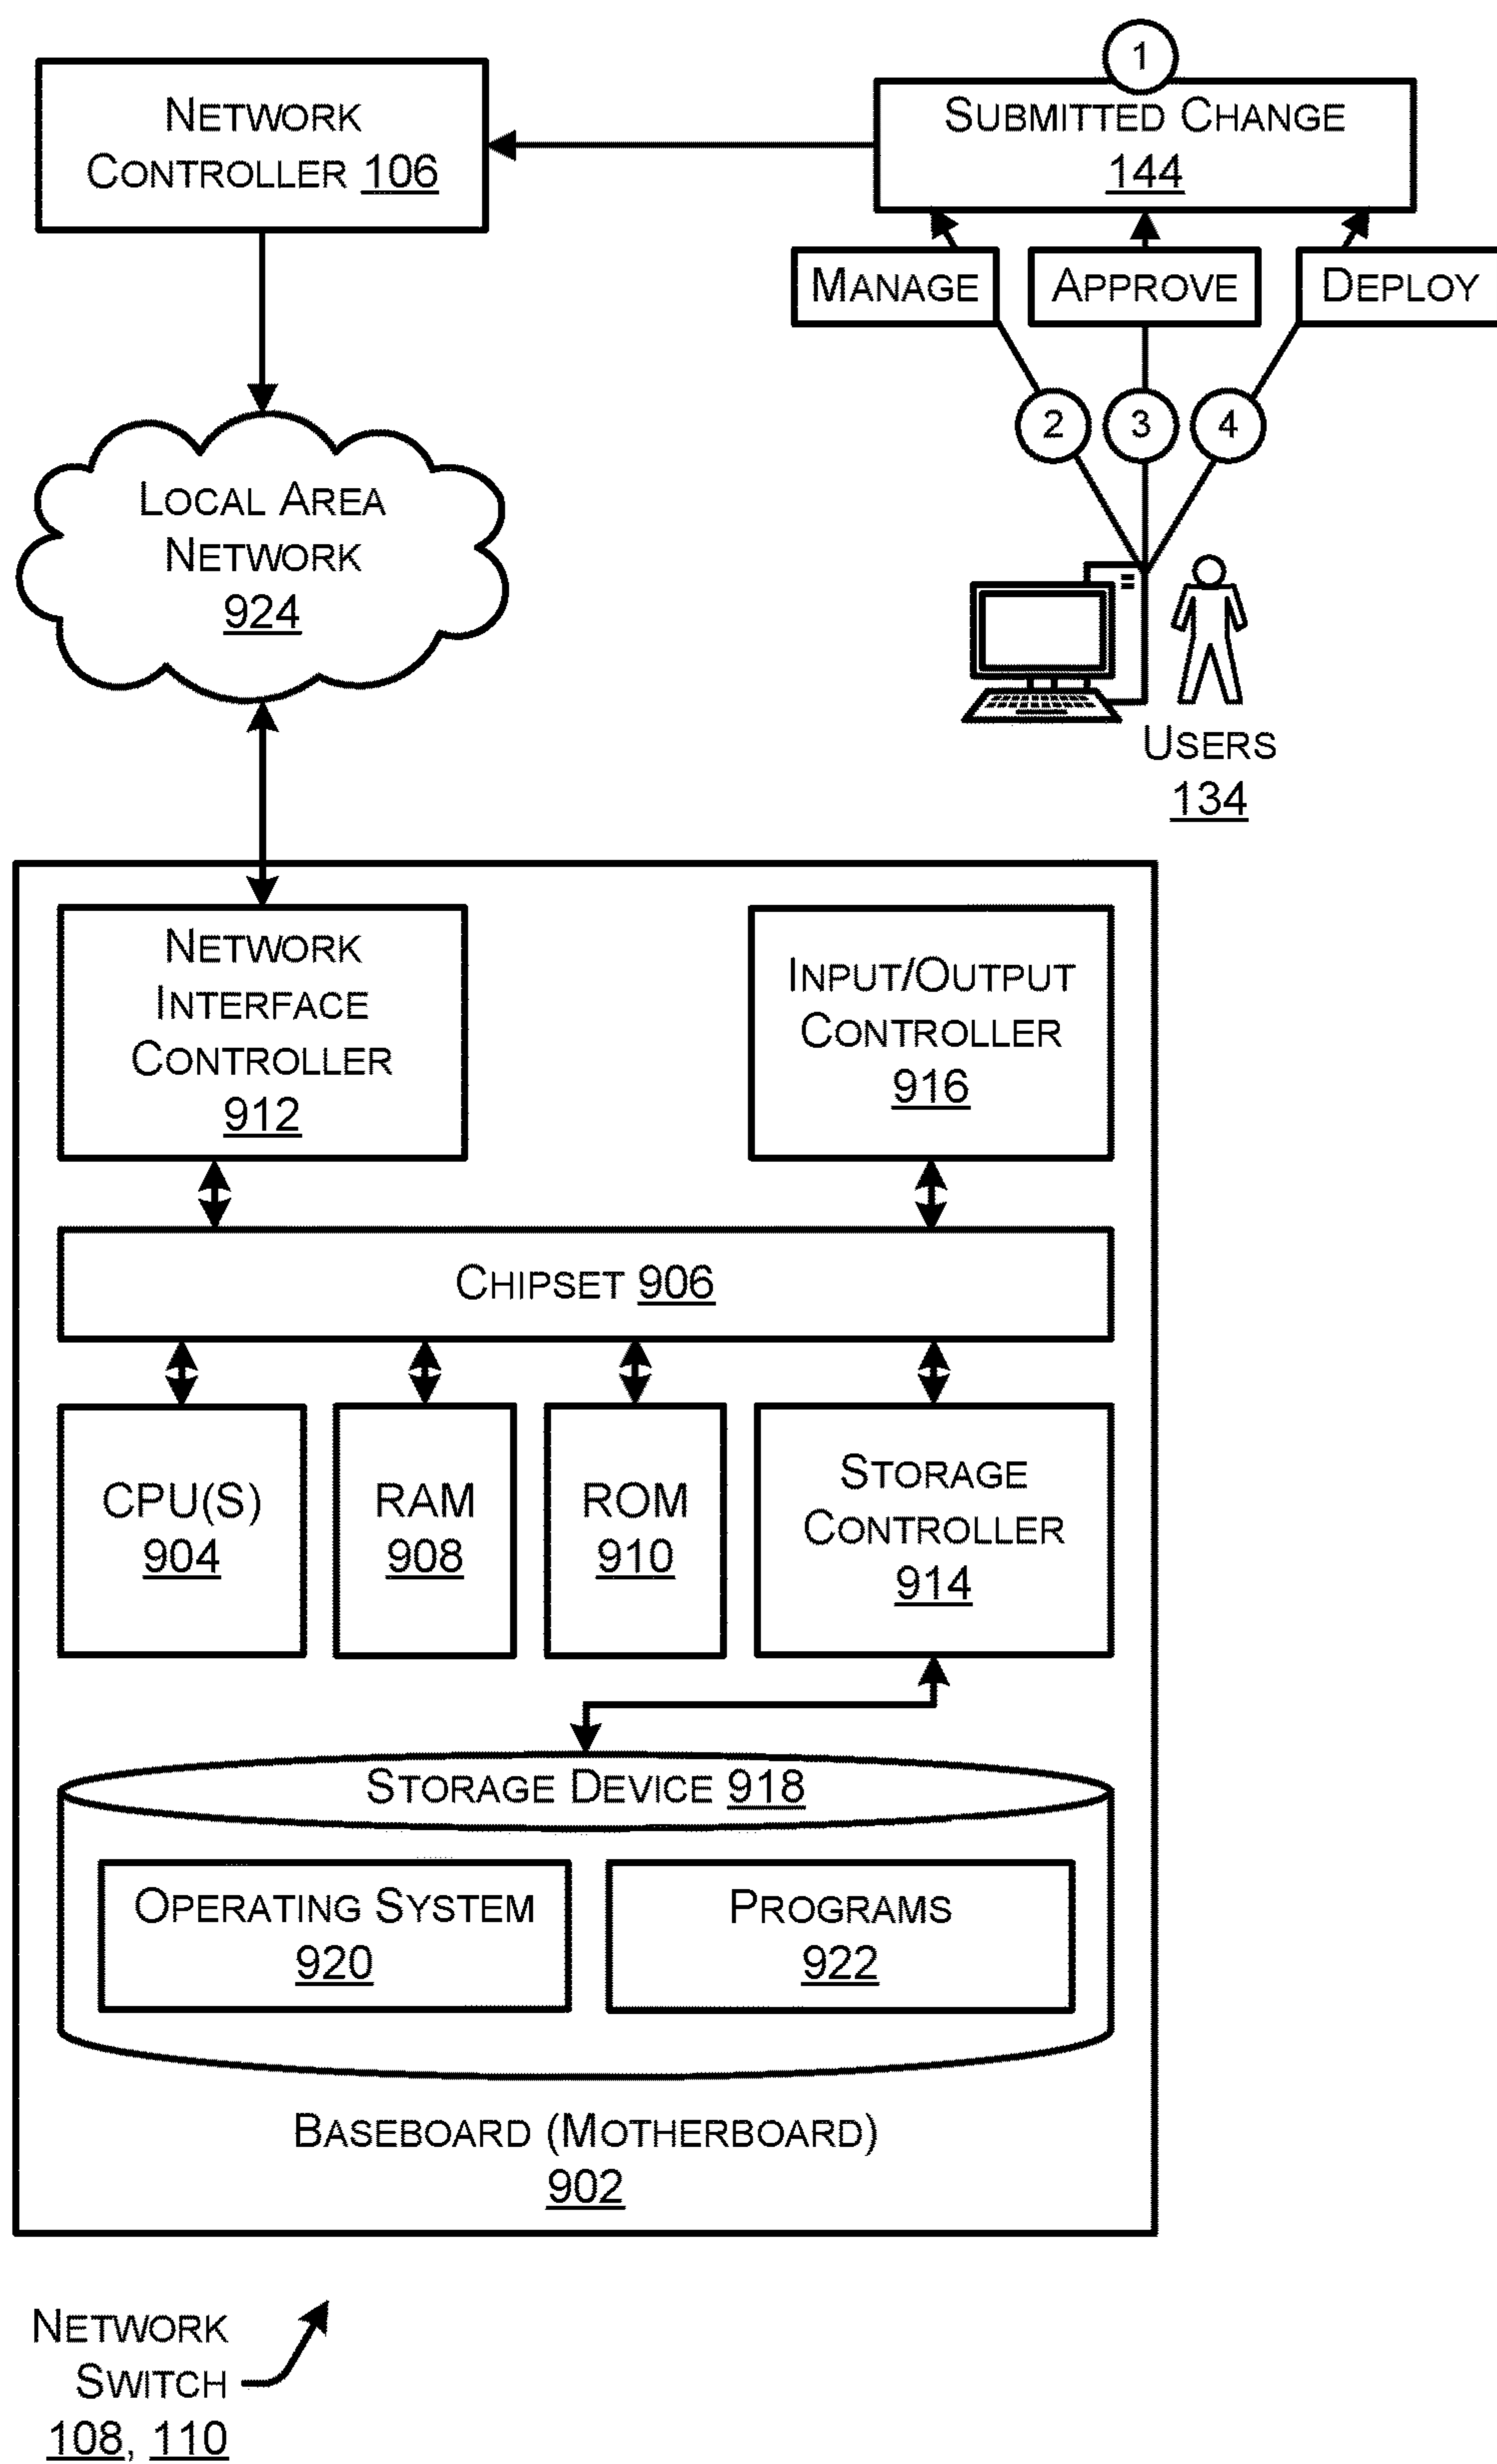 1
NETWORK
CONTROLLER 106
SUBMITTED CHANGE
144
MANAGE
APPROVE
DEPLOY
2
3
4
LOCAL AREA
NETWORK
924
USERS
134
NETWORK
INTERFACE
CONTROLLER
912
INPUT/OUTPUT
CONTROLLER
916
CHIPSET 906
CPU(S)
904
RAM
908
ROM
910
STORAGE
CONTROLLER
914
STORAGE DEVICE 918
OPERATING SYSTEM
920
PROGRAMS
922
BASEBOARD (MOTHERBOARD)
902
NETWORK
SWITCH
108, 110